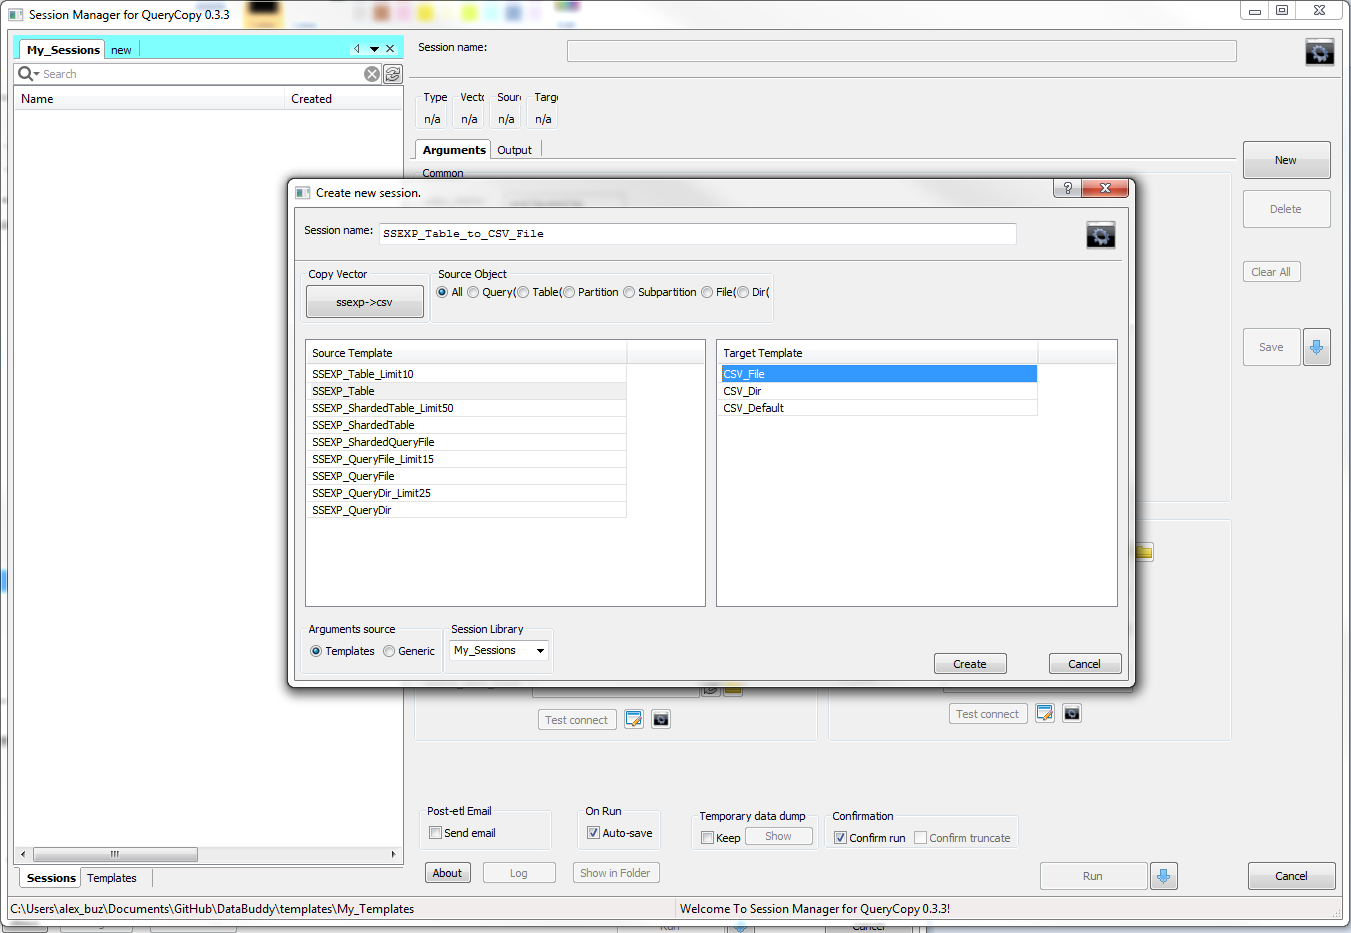 Session Manager for QueryCopy 0.3.3
My_Sessions new
Search
Name Created
Session name:
Type
n/a
n/a
n/a
n/a
Arguments Output
Common
New
Delete
Clear All
Save
Create new session.
Session name: SSEXP_Table_to_CSV_File
Copy Vector
ssexp->csv
Source Object
All Query( Table( Partition Subpartition File( Dir(
Source Template
SSEXP_Table_Limit10
SSEXP_Table
SSEXP_ShardedTable_Limit50
SSEXP_ShardedTable
SSEXP_ShardedQueryFile
SSEXP_QueryFile_Limit15
SSEXP_QueryFile
SSEXP_QueryDir_Limit25
SSEXP_QueryDir
Target Template
CSV_File
CSV_Dir
CSV_Default
Arguments source
Templates Generic
Session Library
My_Sessions
Create Cancel
Test connect
Test connect
Post-etl Email
Send email
On Run
Auto-save
Temporary data dump
Keep Show
Confirmation
Confirm run Confirm truncate
Sessions Templates
About Log Show in Folder
Run Cancel
C:\Users\alex_buz\Documents\GitHub\DataBuddy\templates\My_Templates
Welcome To Session Manager for QueryCopy 0.3.3!